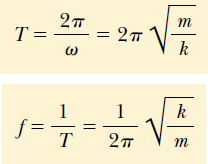 T = 2π/ω = 2π √(m/k)
f = 1/T = 1/2π √(k/m)